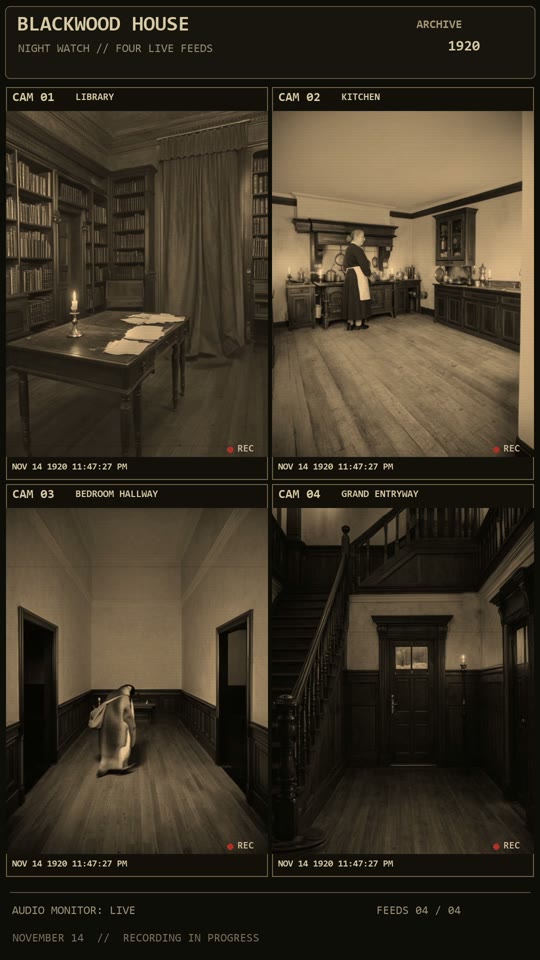 BLACKWOOD HOUSE
ARCHIVE
NIGHT WATCH // FOUR LIVE FEEDS
1920
CAM 01 LIBRARY
REC
NOV 14 1920 11:47:27 PM
CAM 02 KITCHEN
REC
NOV 14 1920 11:47:27 PM
CAM 03 BEDROOM HALLWAY
REC
NOV 14 1920 11:47:27 PM
CAM 04 GRAND ENTRYWAY
REC
NOV 14 1920 11:47:27 PM
AUDIO MONITOR: LIVE
FEEDS 04 / 04
NOVEMBER 14 // RECORDING IN PROGRESS